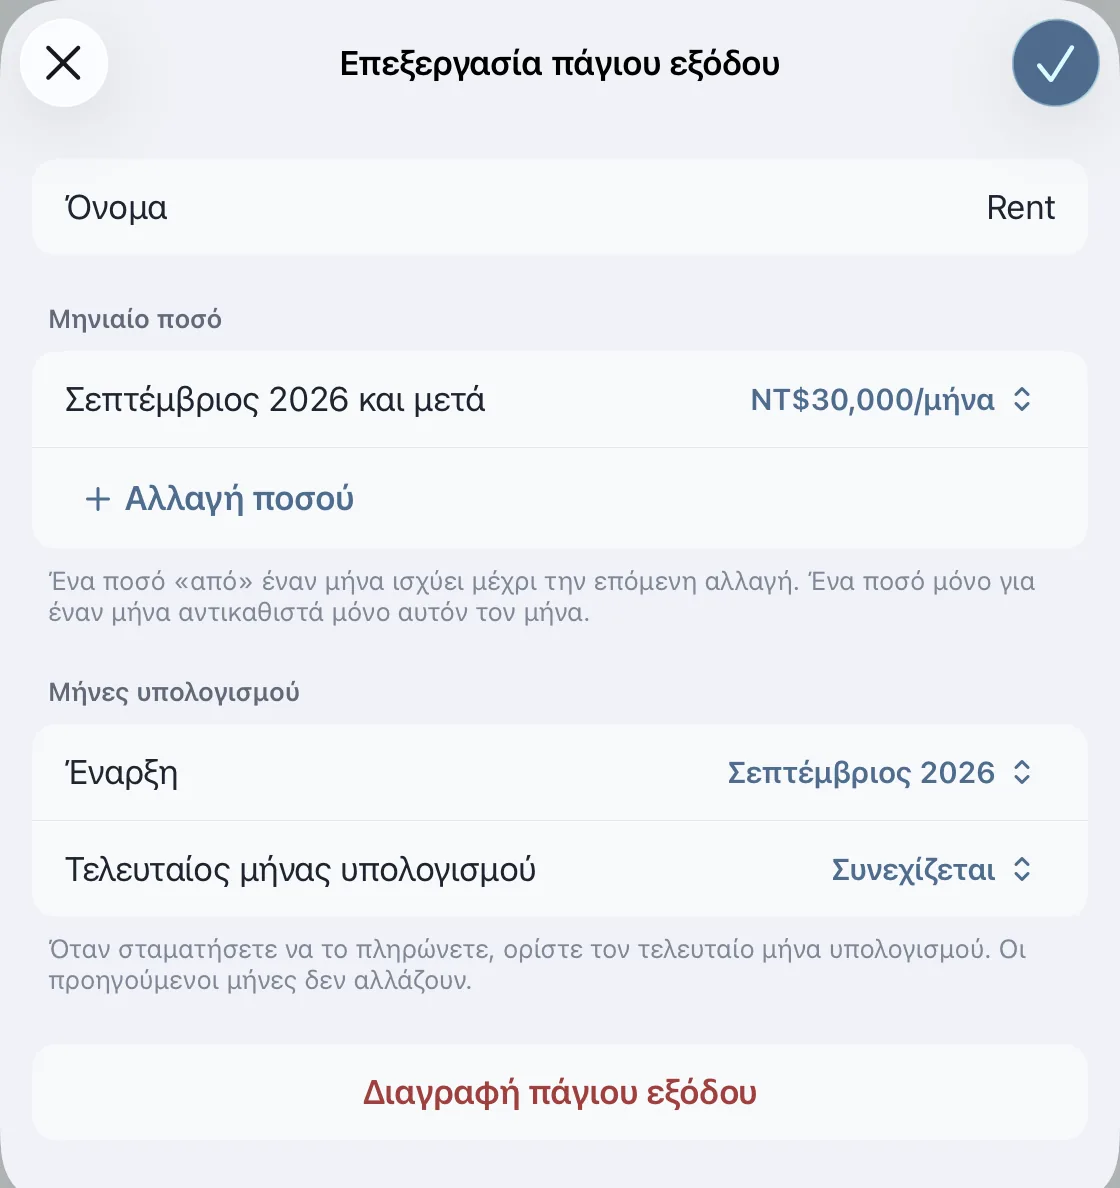 Επεξεργασία πάγιου εξόδου
Όνομα Rent
Μηνιαίο ποσό
Σεπτέμβριος 2026 και μετά NT$30,000/μήνα
+ Αλλαγή ποσού
Ένα ποσό «από» έναν μήνα ισχύει μέχρι την επόμενη αλλαγή. Ένα ποσό μόνο για
έναν μήνα αντικαθιστά μόνο αυτόν τον μήνα.
Μήνες υπολογισμού
Έναρξη Σεπτέμβριος 2026
Τελευταίος μήνας υπολογισμού Συνεχίζεται
Όταν σταματήσετε να το πληρώνετε, ορίστε τον τελευταίο μήνα υπολογισμού. Οι
προηγούμενοι μήνες δεν αλλάζουν.
Διαγραφή πάγιου εξόδου